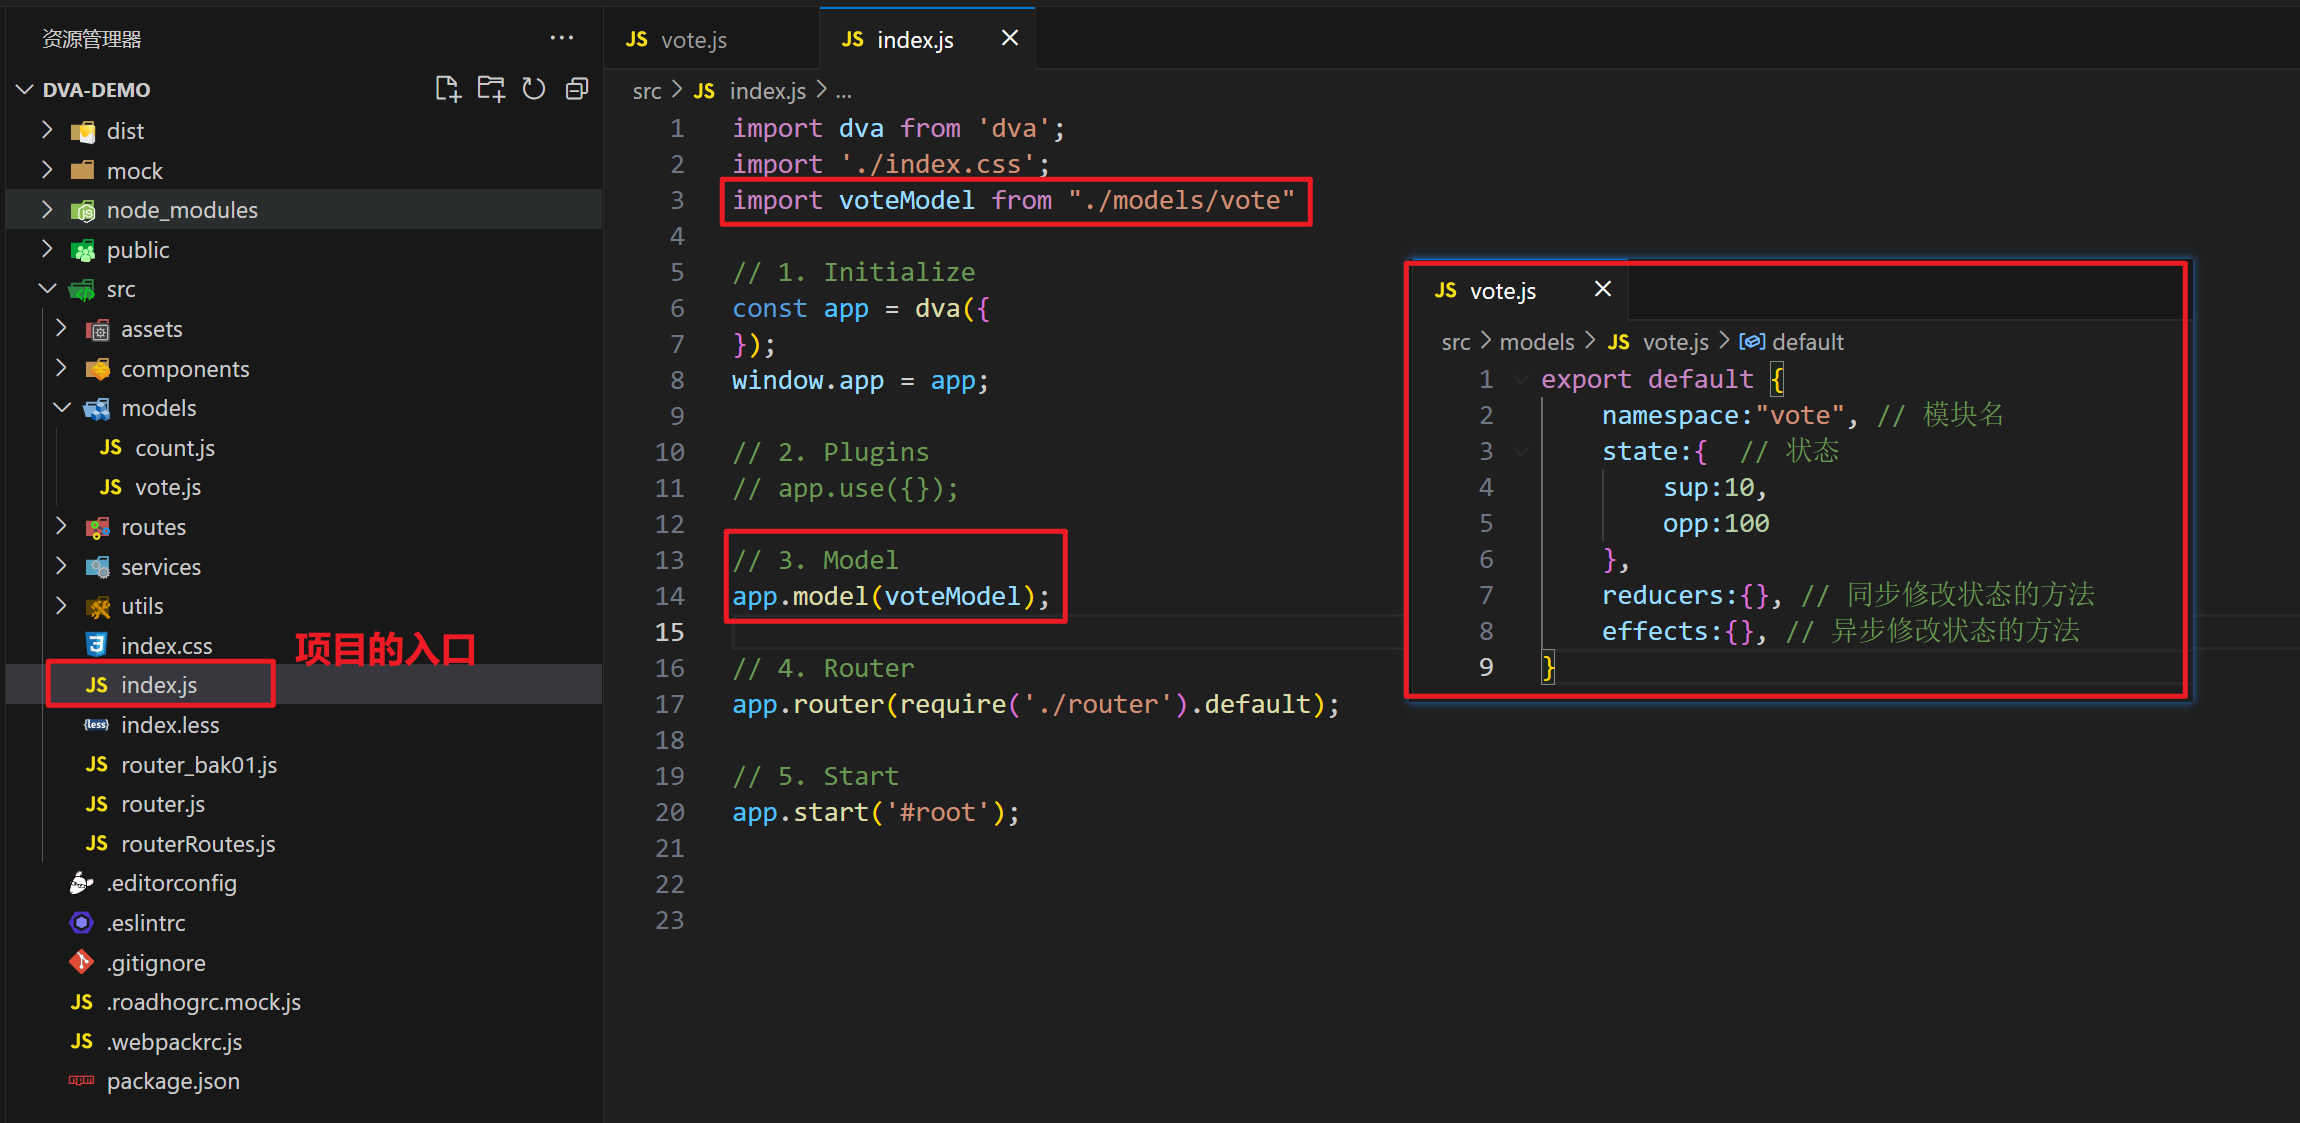 资源管理器
DVA-DEMO
dist
mock
node_modules
public
src
assets
components
models
JS count.js
JS vote.js
routes
services
utils
index.css
项目的入口
JS index.js
{less} index.less
JS router_bak01.js
JS router.js
JS routerRoutes.js
.editorconfig
.eslintrc
.gitignore
JS .roadhogrc.mock.js
JS .webpackrc.js
package.json
JS vote.js
JS index.js
src > JS index.js > ...
1 import dva from 'dva';
2 import './index.css';
3 import voteModel from "./models/vote"
4
5 // 1. Initialize
6 const app = dva({
7 });
8 window.app = app;
9
10 // 2. Plugins
11 // app.use({});
12
13 // 3. Model
14 app.model(voteModel);
15
16 // 4. Router
17 app.router(require('./router').default);
18
19 // 5. Start
20 app.start('#root');
21
22
23
JS vote.js
src > models > JS vote.js > default
1 export default {
2 namespace:"vote", // 模块名
3 state:{ // 状态
4 sup:10,
5 opp:100
6 },
7 reducers:{}, // 同步修改状态的方法
8 effects:{}, // 异步修改状态的方法
9 }